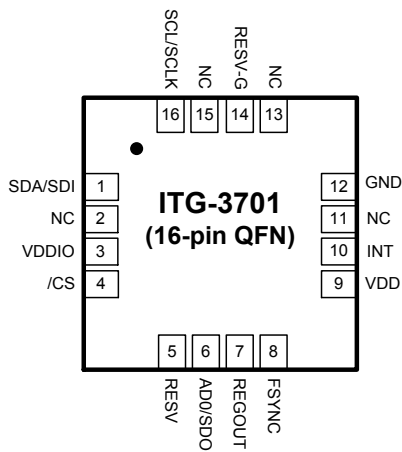 SCL/SCLK
NC
RESV-G
NC
16
15
14
13
SDA/SDI
1
NC
2
VDDIO
3
/CS
4
ITG-3701
(16-pin QFN)
12
GND
11
NC
10
INT
9
VDD
5
6
7
8
RESV
AD0/SDO
REGOUT
FSYNC